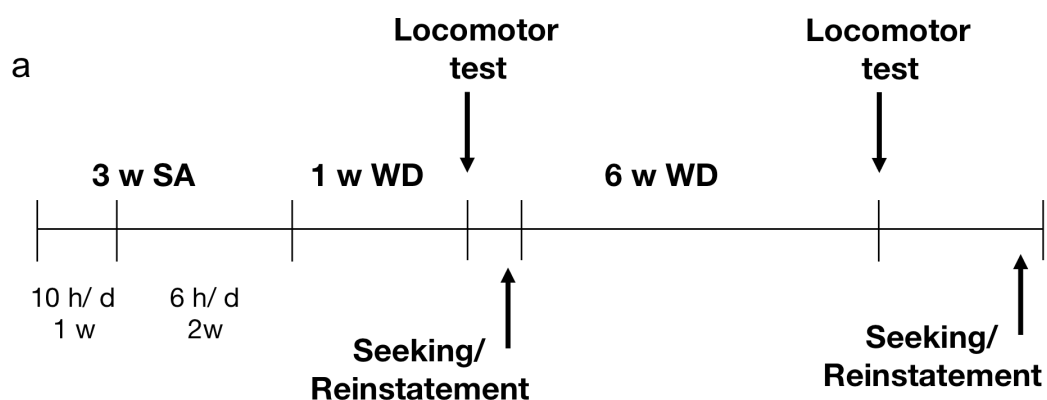 a
Locomotor
test
Locomotor
test
3 w SA
1 w WD
6 w WD
10 h/ d
1 w
6 h/ d
2w
Seeking/
Reinstatement
Seeking/
Reinstatement